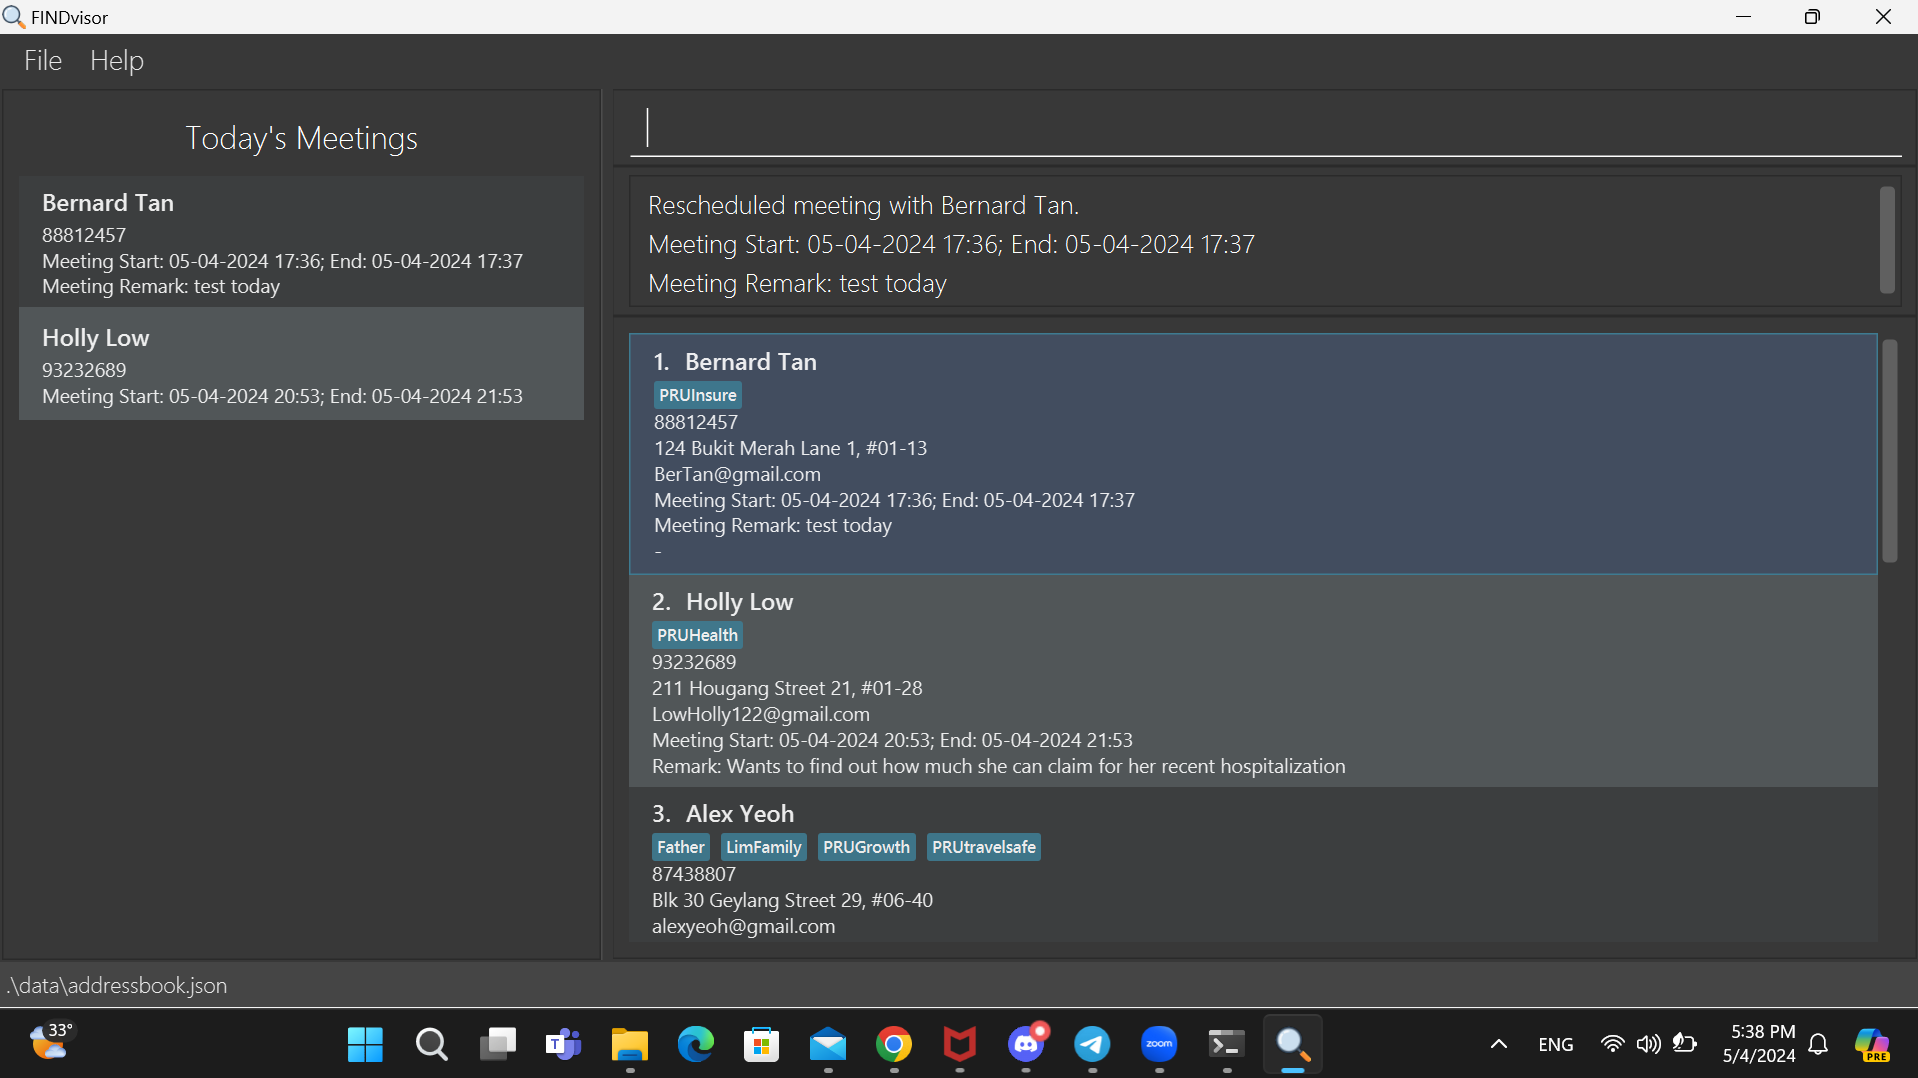 FINDvisor
File Help
Today's Meetings
Bernard Tan
88812457
Meeting Start: 05-04-2024 17:36; End: 05-04-2024 17:37
Meeting Remark: test today
Holly Low
93232689
Meeting Start: 05-04-2024 20:53; End: 05-04-2024 21:53
Rescheduled meeting with Bernard Tan.
Meeting Start: 05-04-2024 17:36; End: 05-04-2024 17:37
Meeting Remark: test today
1. Bernard Tan
PRUInsure
88812457
124 Bukit Merah Lane 1, #01-13
BerTan@gmail.com
Meeting Start: 05-04-2024 17:36; End: 05-04-2024 17:37
Meeting Remark: test today
-
2. Holly Low
PRUHealth
93232689
211 Hougang Street 21, #01-28
LowHolly122@gmail.com
Meeting Start: 05-04-2024 20:53; End: 05-04-2024 21:53
Remark: Wants to find out how much she can claim for her recent hospitalization
3. Alex Yeoh
Father LimFamily PRUGrowth PRUtravelsafe
87438807
Blk 30 Geylang Street 29, #06-40
alexyeoh@gmail.com
.\data\addressbook.json
33°
T
zoom
ENG
5:38 PM
5/4/2024
PRE